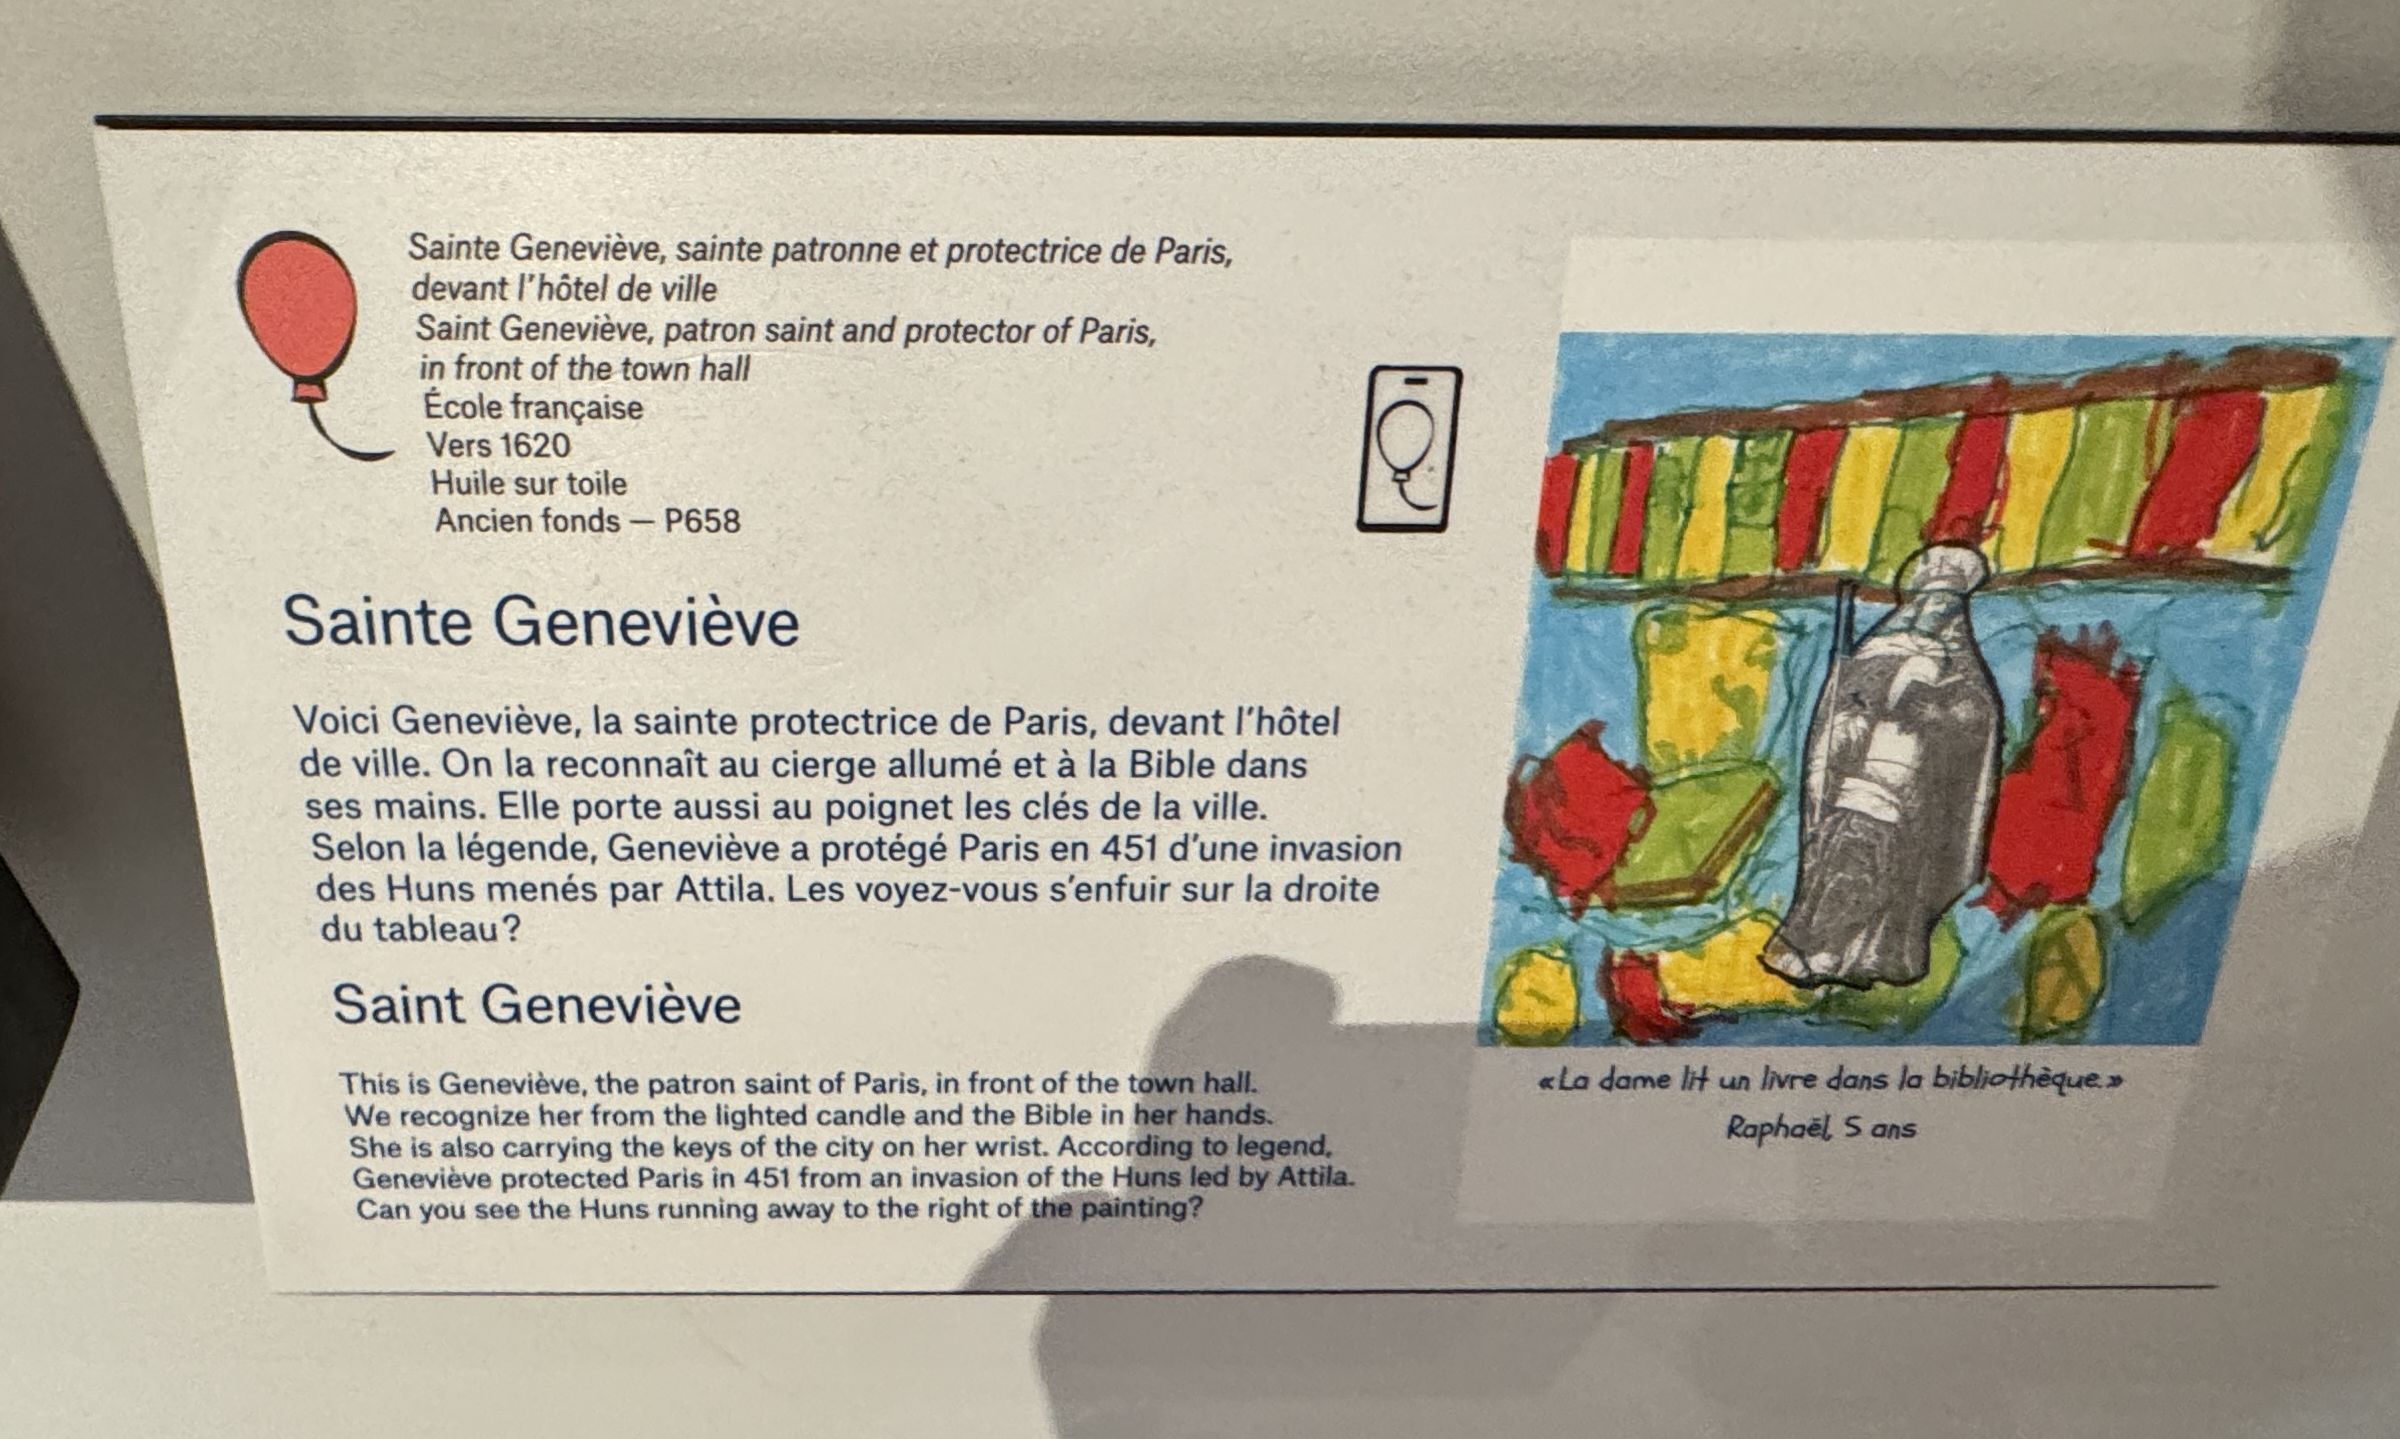 Sainte Geneviève, sainte patronne et protectrice de Paris,
devant l'hôtel de ville
Saint Geneviève, patron saint and protector of Paris,
in front of the town hall
École française
Vers 1620
Huile sur toile
Ancien fonds — P658
Sainte Geneviève
Voici Geneviève, la sainte protectrice de Paris, devant l'hôtel
de ville. On la reconnaît au cierge allumé et à la Bible dans
ses mains. Elle porte aussi au poignet les clés de la ville.
Selon la légende, Geneviève a protégé Paris en 451 d'une invasion
des Huns menés par Attila. Les voyez-vous s'enfuir sur la droite
du tableau?
Saint Geneviève
This is Geneviève, the patron saint of Paris, in front of the town hall.
We recognize her from the lighted candle and the Bible in her hands.
She is also carrying the keys of the city on her wrist. According to legend,
Geneviève protected Paris in 451 from an invasion of the Huns led by Attila.
Can you see the Huns running away to the right of the painting?
«La dame lit un livre dans la bibliothèque.»
Raphaël, 5 ans